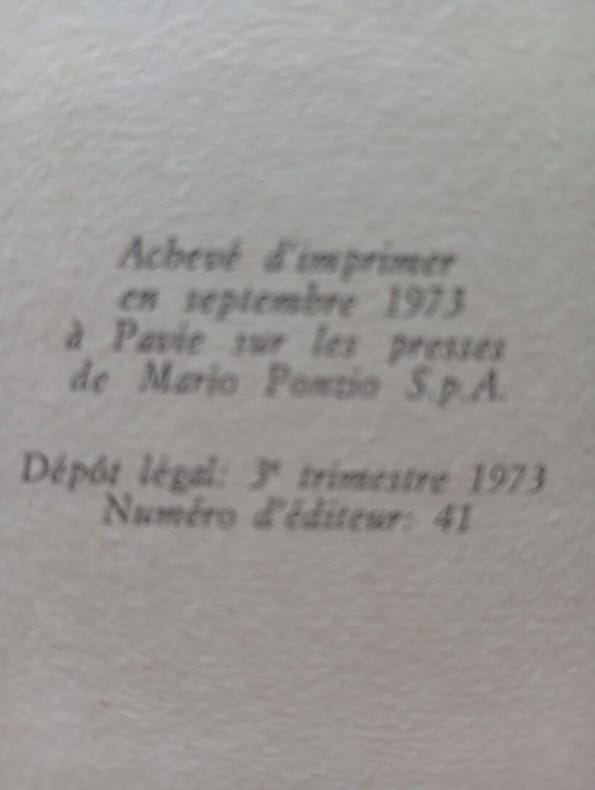 Achevé d'imprimer
en septembre 1973
à Pavie sur les presses
de Mario Ponzio S.p.A.
Dépôt légal: 3e trimestre 1973
Numéro d'éditeur: 41